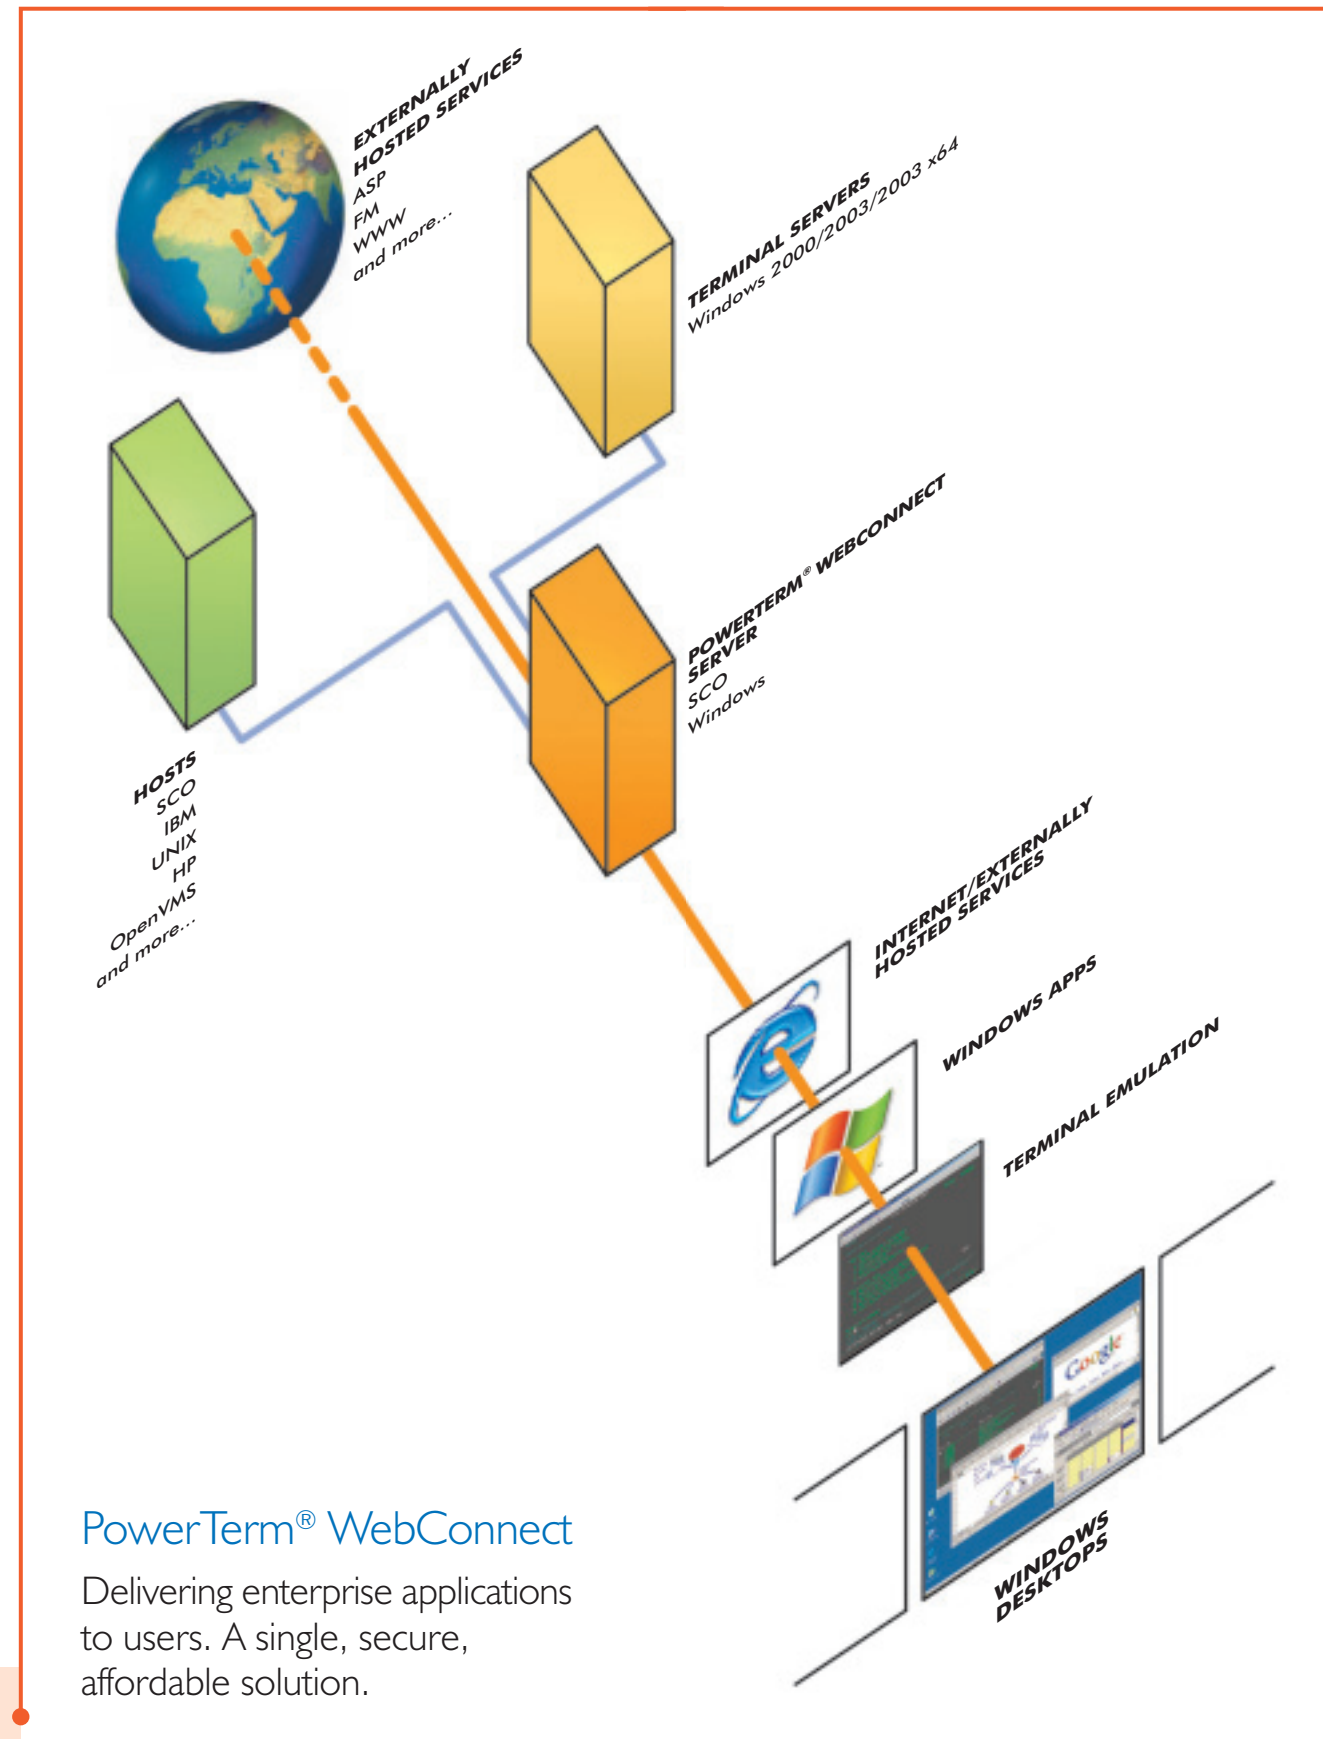 EXTERNALLY
HOSTED SERVICES
ASP
FM
WWW
and more...
TERMINAL SERVERS
Windows 2000/2003/2003 x64
POWERTERM® WEBCONNECT
SERVER
SCO
Windows
HOSTS
SCO
IBM
UNIX
HP
OpenVMS
and more...
INTERNET/EXTERNALLY
HOSTED SERVICES
WINDOWS APPS
TERMINAL EMULATION
Google
WINDOWS
DESKTOPS
PowerTerm® WebConnect
Delivering enterprise applications
to users. A single, secure,
affordable solution.